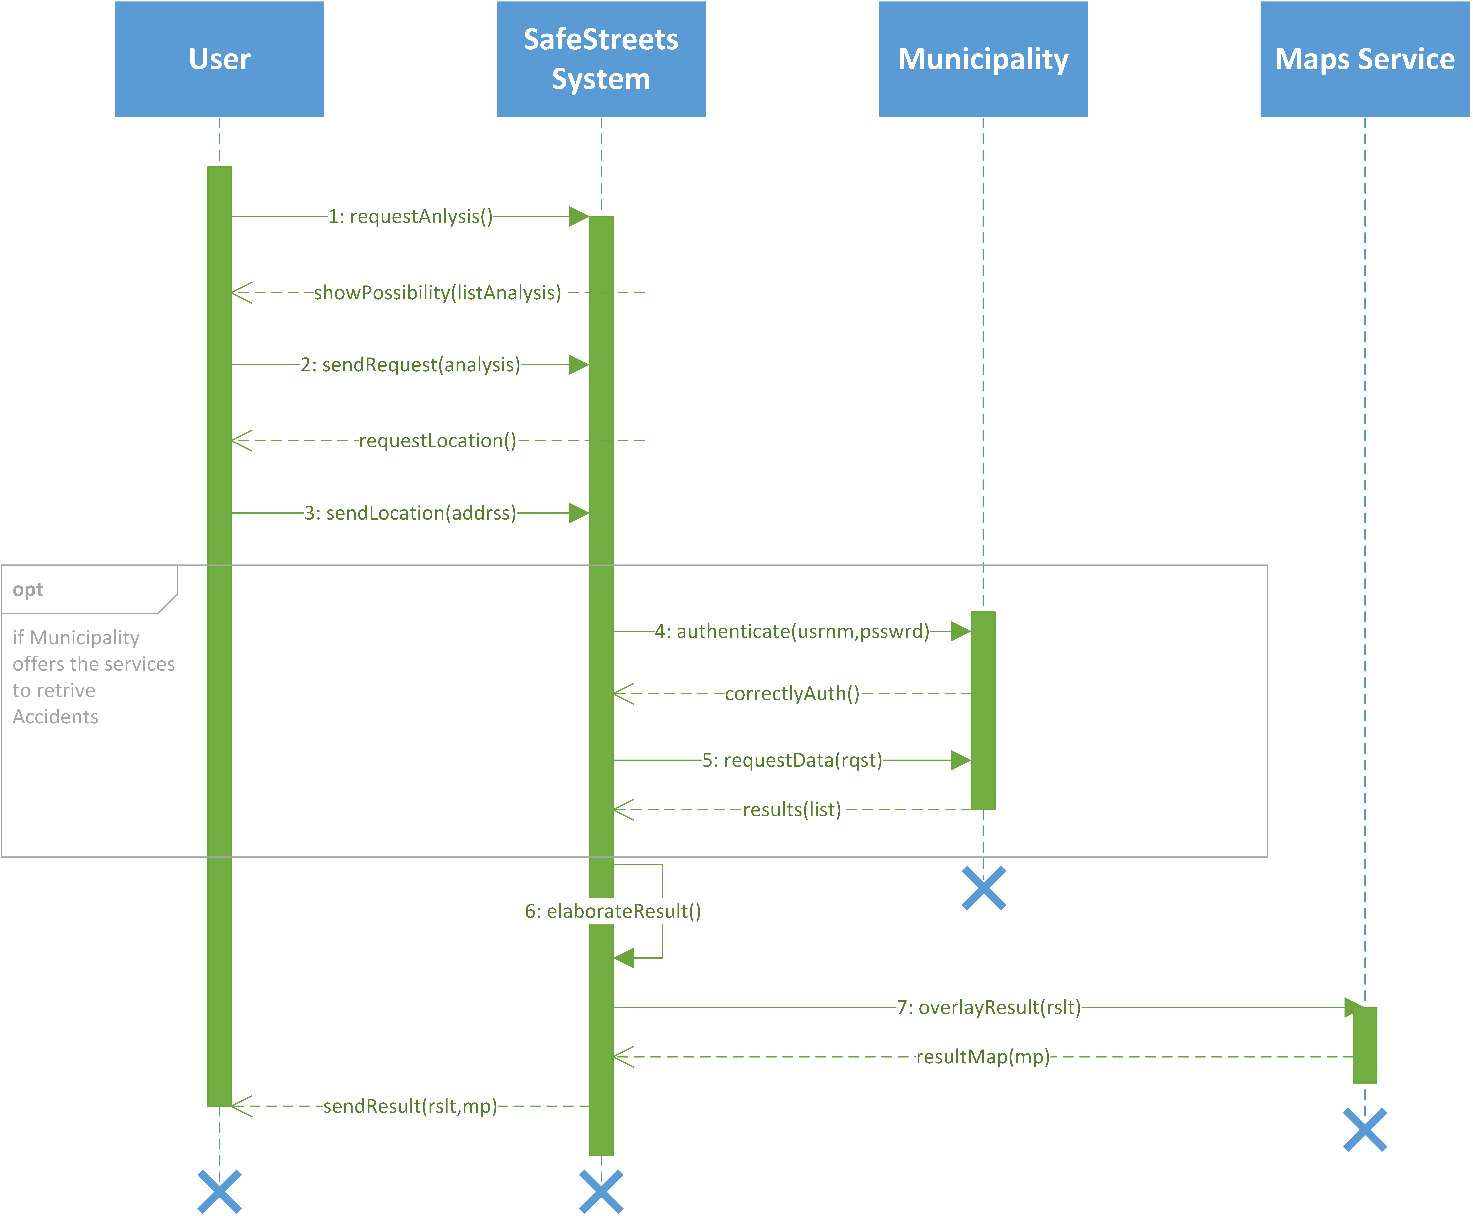 User
SafeStreets
System
Municipality
Maps Service
1: requestAnlysis()
showPossibility(listAnalysis)
2: sendRequest(analysis)
requestLocation()
3: sendLocation(addrss)
opt
if Municipality
offers the services
to retrive
Accidents
4: authenticate(usrnm,psswrd)
correctlyAuth()
5: requestData(rqst)
results(list)
6: elaborateResult()
7: overlayResult(rslt)
resultMap(mp)
sendResult(rslt,mp)